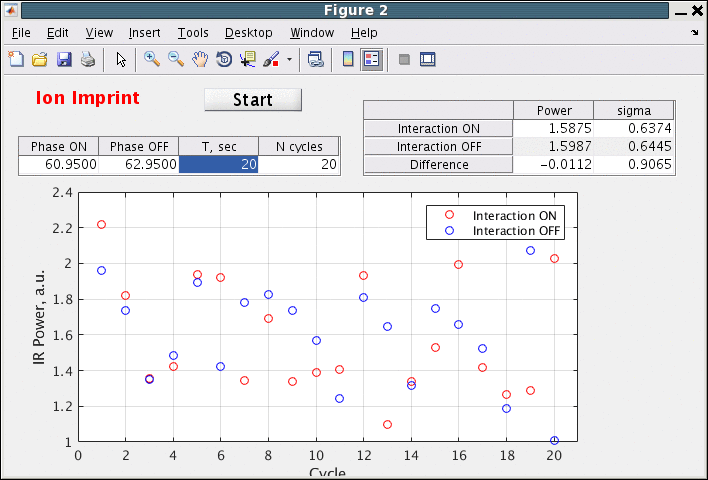 Figure 2
File Edit View Insert Tools Desktop Window Help
Ion Imprint
Start
Power sigma
Interaction ON 1.5875 0.6374
Interaction OFF 1.5987 0.6445
Difference −0.0112 0.9065
Phase ON Phase OFF T, sec N cycles
60.9500 62.9500 20 20
2.4
2.2
2
1.8
1.6
1.4
1.2
1
IR Power, a.u.
Interaction ON
Interaction OFF
0 2 4 6 8 10 12 14 16 18 20
Cycle